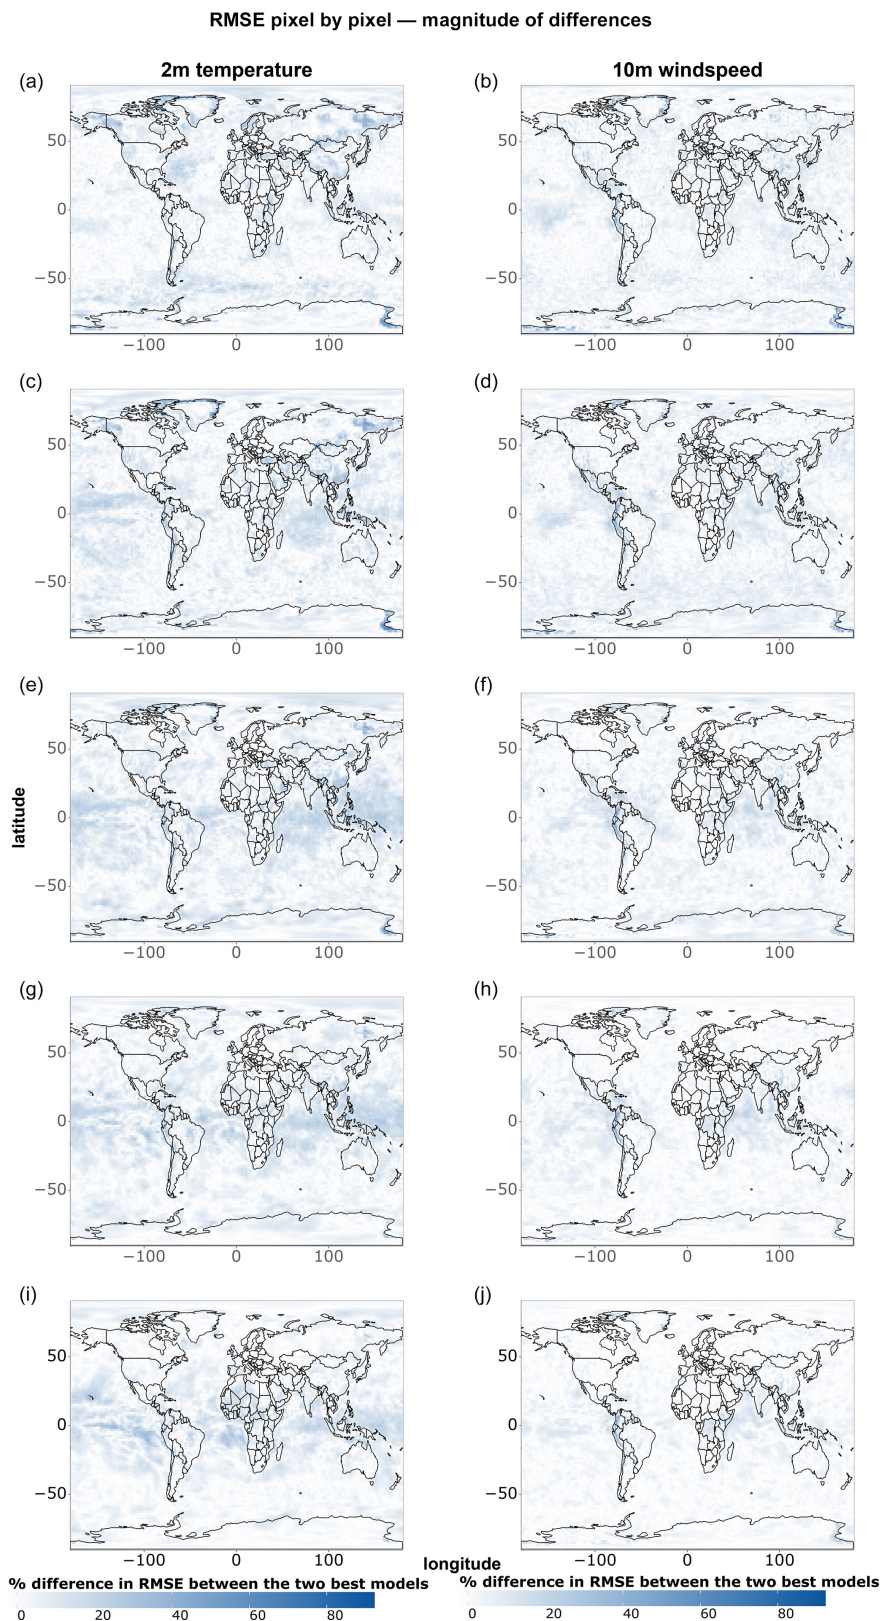 RMSE pixel by pixel — magnitude of differences
2m temperature
10m windspeed
(a)
(b)
50
0
−50
−100 0 100
50
0
−50
−100 0 100
(c)
(d)
50
0
−50
−100 0 100
50
0
−50
−100 0 100
(e)
(f)
latitude
50
0
−50
−100 0 100
50
0
−50
−100 0 100
(g)
(h)
50
0
−50
−100 0 100
50
0
−50
−100 0 100
(i)
(j)
50
0
−50
−100 0 100
50
0
−50
−100 0 100
longitude
% difference in RMSE between the two best models
0 20 40 60 80
% difference in RMSE between the two best models
0 20 40 60 80